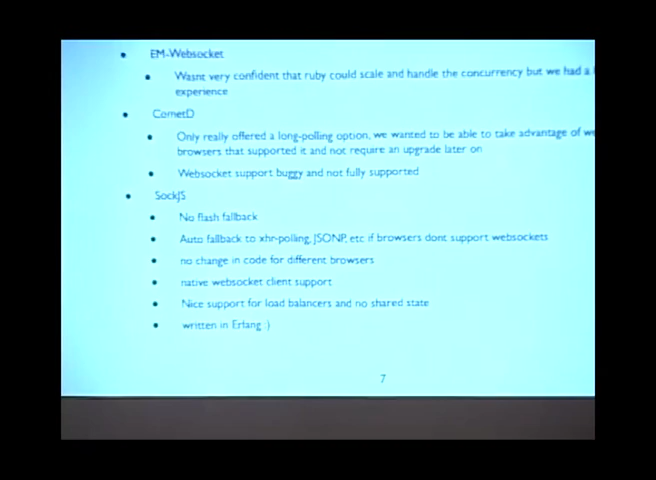 EM-Websocket
Wasnt very confident that ruby could scale and handle the concurrency but we had a
experience
CometD
Only really offered a long-polling option, we wanted to be able to take advantage of
browsers that supported it and not require an upgrade later on
Websocket support buggy and not fully supported
SockJS
No flash fallback
Auto fallback to xhr-polling, JSONP, etc if browsers dont support websockets
no change in code for different browsers
native websocket client support
Nice support for load balancers and no shared state
written in Erlang :)
7